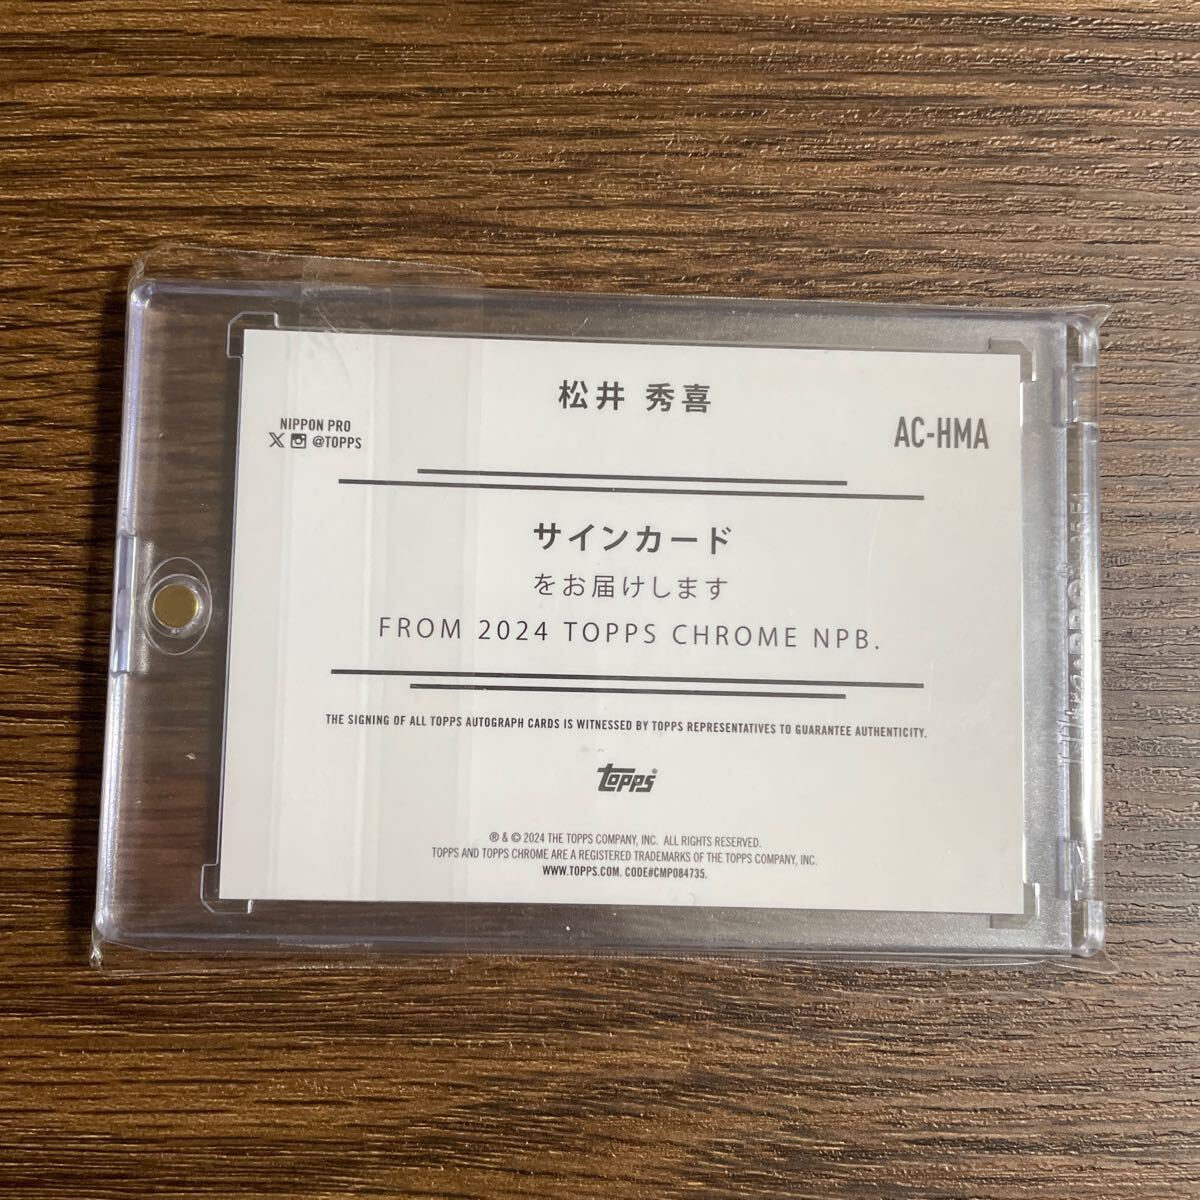 松井 秀喜
NIPPON PRO
@TOPPS
AC-HMA
サインカード
をお届けします
FROM 2024 TOPPS CHROME NPB.
THE SIGNING OF ALL TOPPS AUTOGRAPH CARDS IS WITNESSED BY TOPPS REPRESENTATIVES TO GUARANTEE AUTHENTICITY.
topps®
® & © 2024 THE TOPPS COMPANY, INC. ALL RIGHTS RESERVED.
TOPPS AND TOPPS CHROME ARE A REGISTERED TRADEMARKS OF THE TOPPS COMPANY, INC.
WWW.TOPPS.COM. CODE#CMP084735.